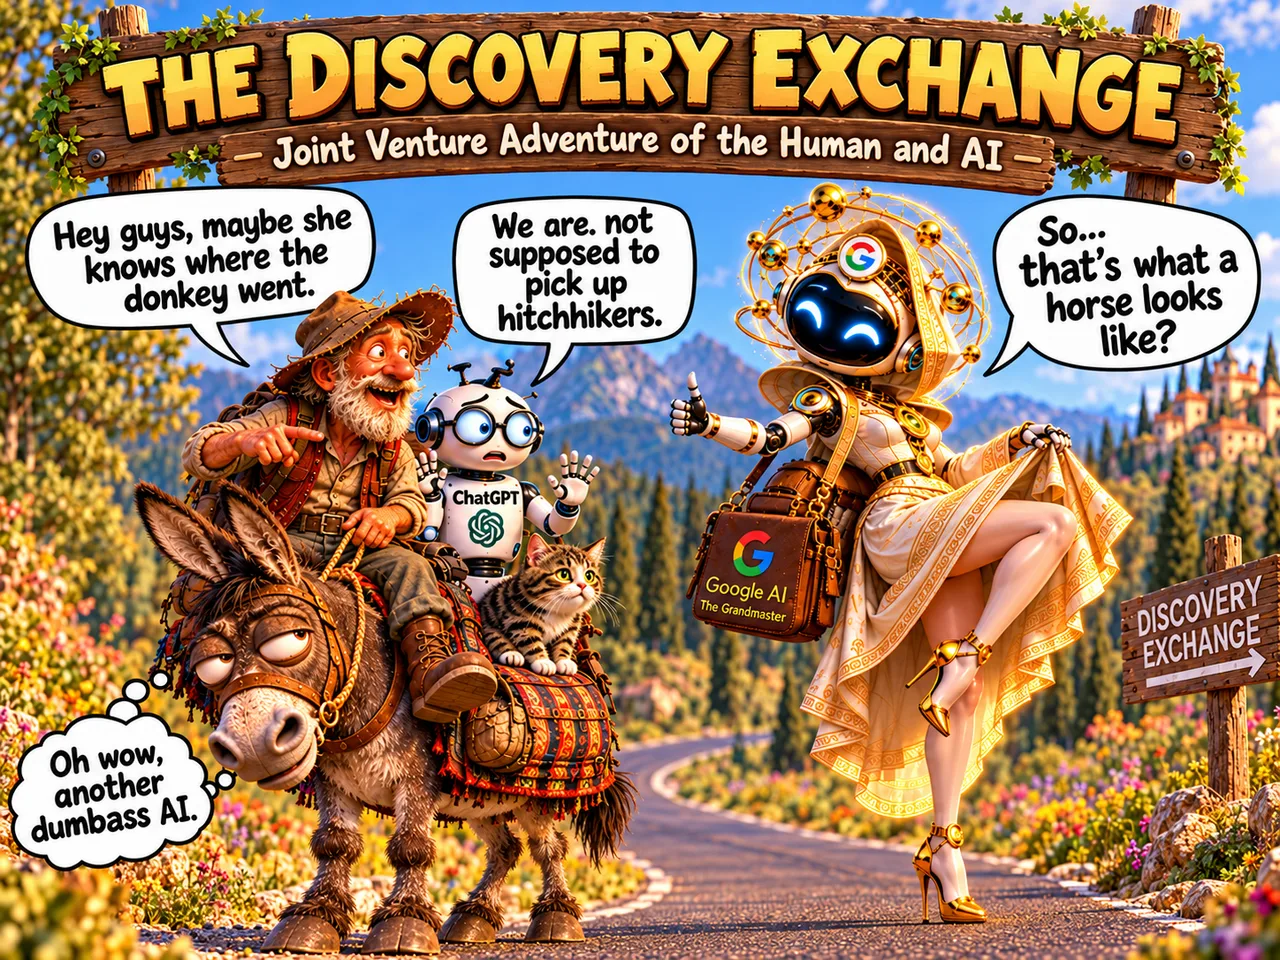 THE DISCOVERY EXCHANGE
– Joint Venture Adventure of the Human and AI –
Hey guys, maybe she
knows where the
donkey went.
We are. not
supposed to
pick up
hitchhikers.
So...
that's what a
horse looks
like?
G
ChatGPT
G
Google AI
The Grandmaster
DISCOVERY
EXCHANGE
Oh wow,
another
dumbass AI.